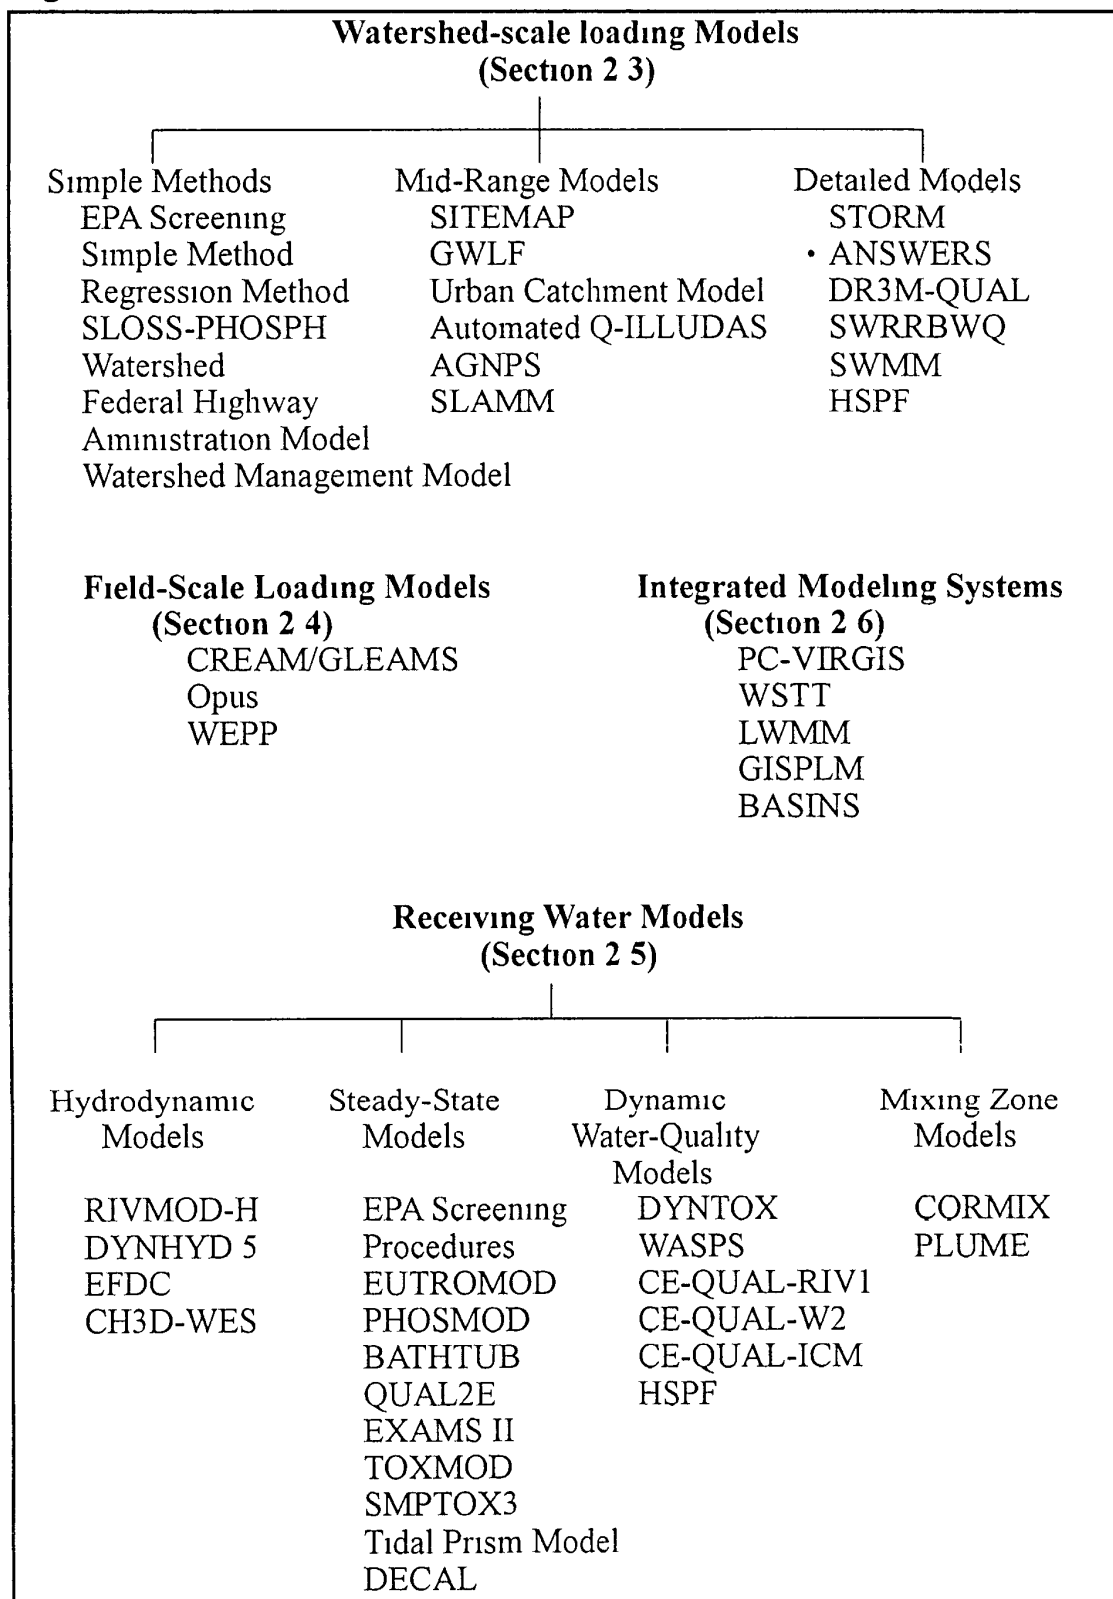 Watershed-scale loading Models
(Section 2 3)
Simple Methods
EPA Screening
Simple Method
Regression Method
SLOSS-PHOSPH
Watershed
Federal Highway
Aministration Model
Watershed Management Model
Mid-Range Models
SITEMAP
GWLF
Urban Catchment Model
Automated Q-ILLUDAS
AGNPS
SLAMM
Detailed Models
STORM
ANSWERS
DR3M-QUAL
SWRRBWQ
SWMM
HSPF
Field-Scale Loading Models
(Section 2 4)
CREAM/GLEAMS
Opus
WEPP
Integrated Modeling Systems
(Section 2 6)
PC-VIRGIS
WSTT
LWMM
GISPLM
BASINS
Receiving Water Models
(Section 2 5)
Hydrodynamic
Models
RIVMOD-H
DYNHYD 5
EFDC
CH3D-WES
Steady-State
Models
EPA Screening
Procedures
EUTROMOD
PHOSMOD
BATHTUB
QUAL2E
EXAMS II
TOXMOD
SMPTOX3
Tidal Prism Model
DECAL
Dynamic
Water-Quality
Models
DYNTOX
WASPS
CE-QUAL-RIV1
CE-QUAL-W2
CE-QUAL-ICM
HSPF
Mixing Zone
Models
CORMIX
PLUME